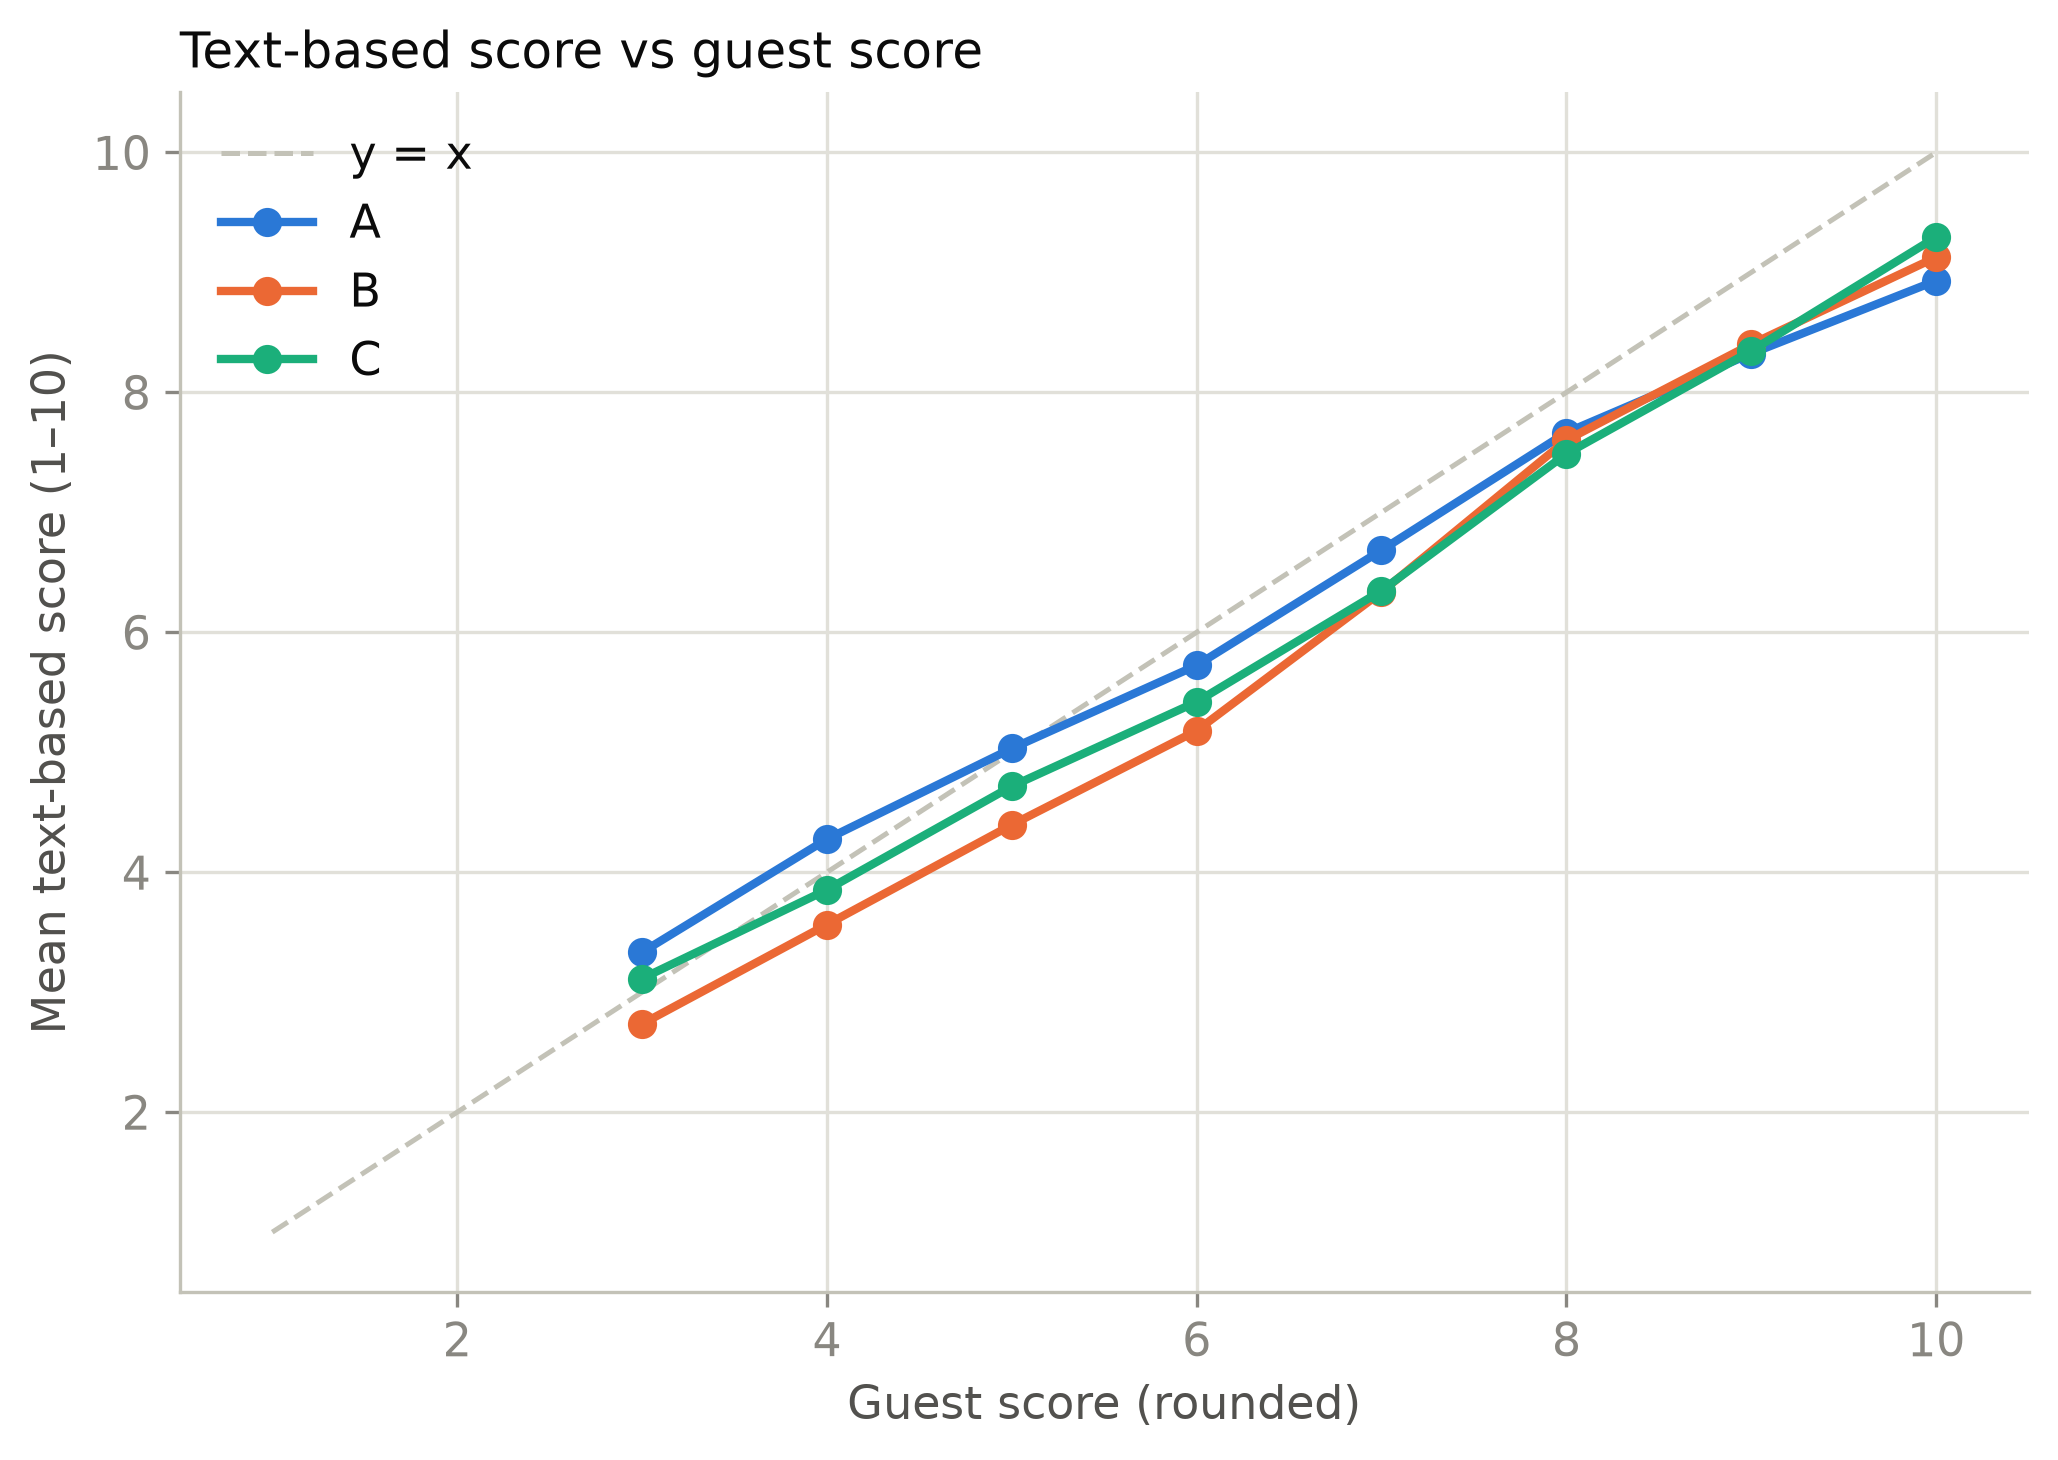 Text-based score vs guest score
y = x
A
B
C
Mean text-based score (1–10)
10
8
6
4
2
2 4 6 8 10
Guest score (rounded)